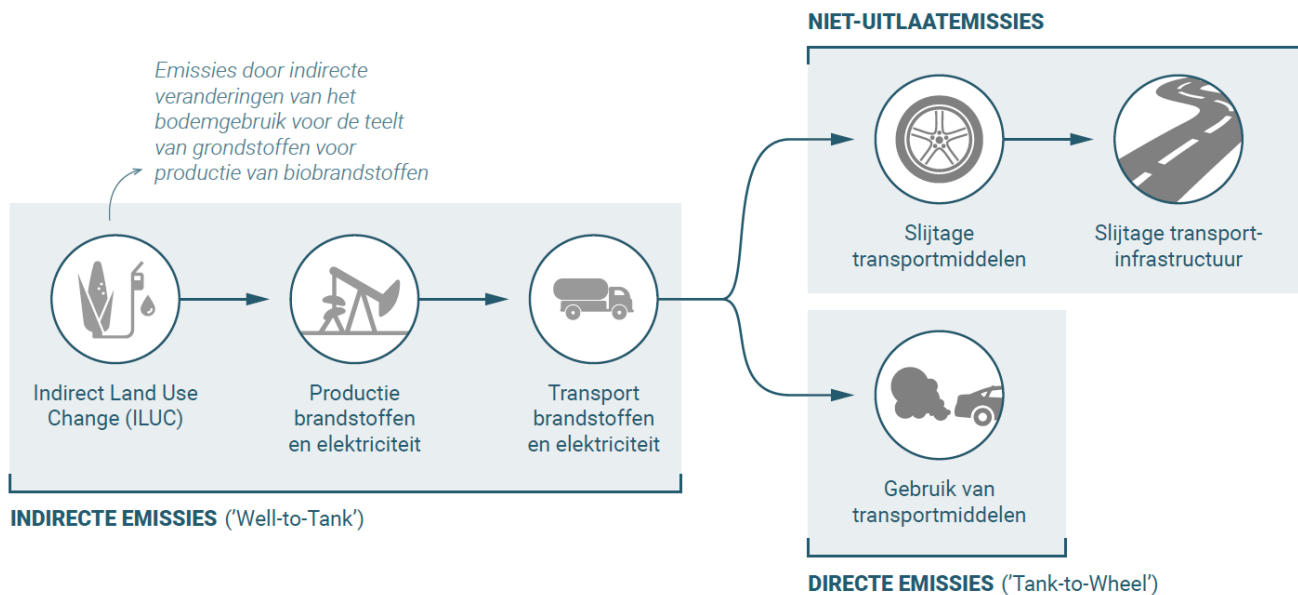 NIET-UITLAATEMISSIES
Emissies door indirecte
veranderingen van het
bodemgebruik voor de teelt
van grondstoffen voor
productie van biobrandstoffen
Slijtage
transportmiddelen
Slijtage transport-
infrastructuur
Indirect Land Use
Change (ILUC)
Productie
brandstoffen
en elektriciteit
Transport
brandstoffen
en elektriciteit
INDIRECTE EMISSIES ('Well-to-Tank')
Gebruik van
transportmiddelen
DIRECTE EMISSIES ('Tank-to-Wheel')